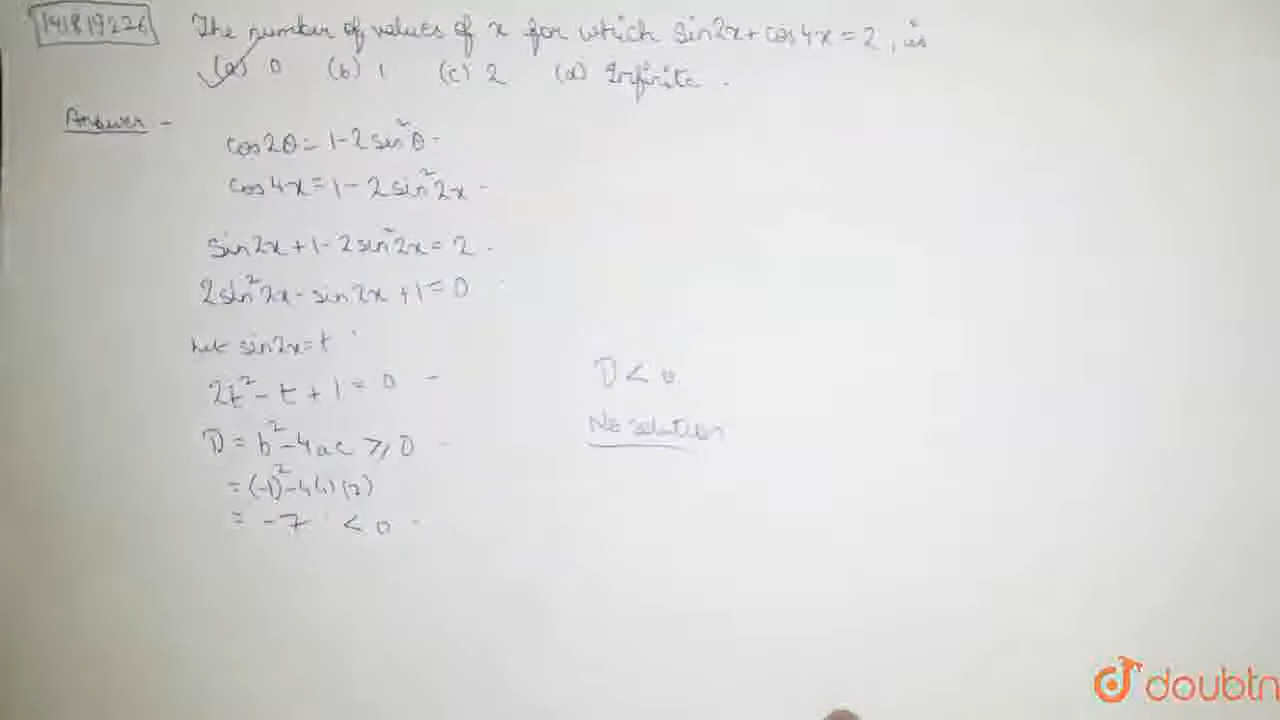 141819226 The number of values of x for which sin2x + cos4x = 2, is
(a) 0 (b) 1 (c) 2 (d) Infinite .
Answer -
cos2θ = 1 - 2sin²θ
cos4x = 1 - 2sin²2x
sin2x + 1 - 2sin²2x = 2
2sin²2x - sin2x + 1 = 0
Let sin2x = t
2t² - t + 1 = 0
D < 0
D = b² - 4ac ⩾ 0
No solution
= (-1)² - 4(1)(2)
= -7 < 0
doubtn